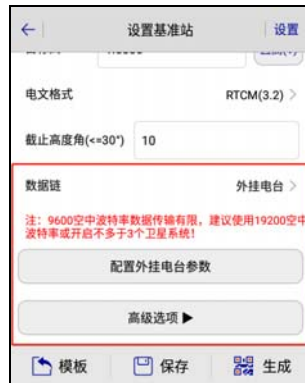 设置基准站
设置
电文格式
RTCM(3.2)
截止高度角(<=30°)
10
数据链
外挂电台
注：9600空中波特率数据传输有限，建议使用19200空中
波特率或开启不多于3个卫星系统！
配置外挂电台参数
高级选项▶
模板
保存
生成